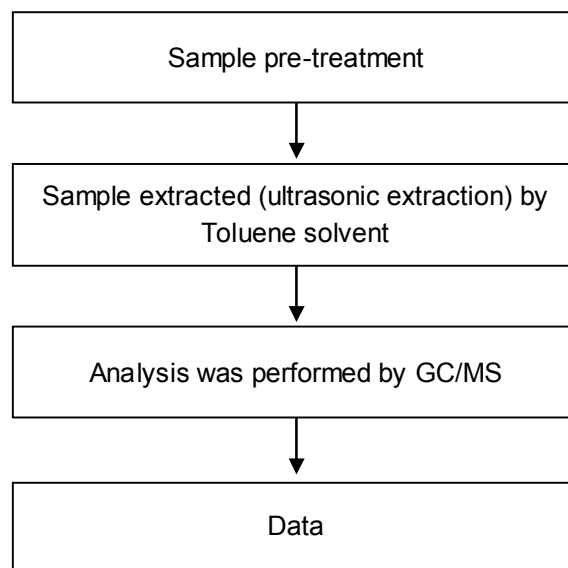 Sample pre-treatment
Sample extracted (ultrasonic extraction) by
Toluene solvent
Analysis was performed by GC/MS
Data